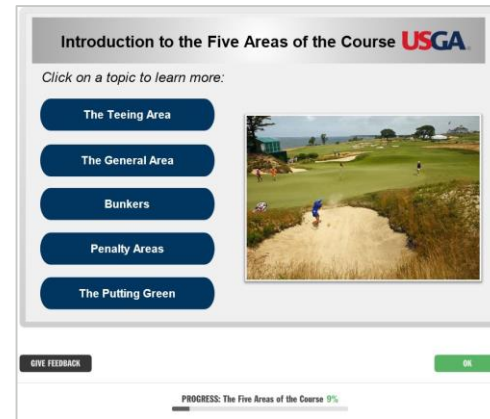 Introduction to the Five Areas of the Course USGA
Click on a topic to learn more:
The Teeing Area
The General Area
Bunkers
Penalty Areas
The Putting Green
GIVE FEEDBACK
OK
PROGRESS: The Five Areas of the Course 9%